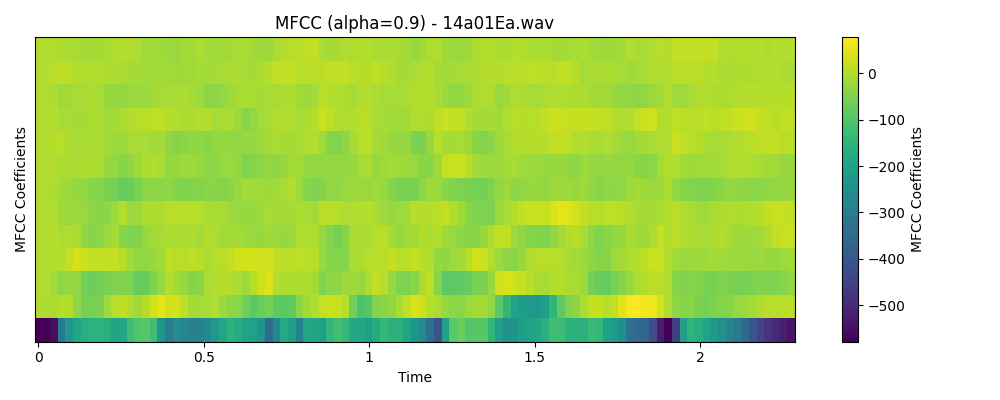 MFCC (alpha=0.9) - 14a01Ea.wav
MFCC Coefficients
0
0.5
1
1.5
2
Time
0
−100
−200
−300
−400
−500
MFCC Coefficients